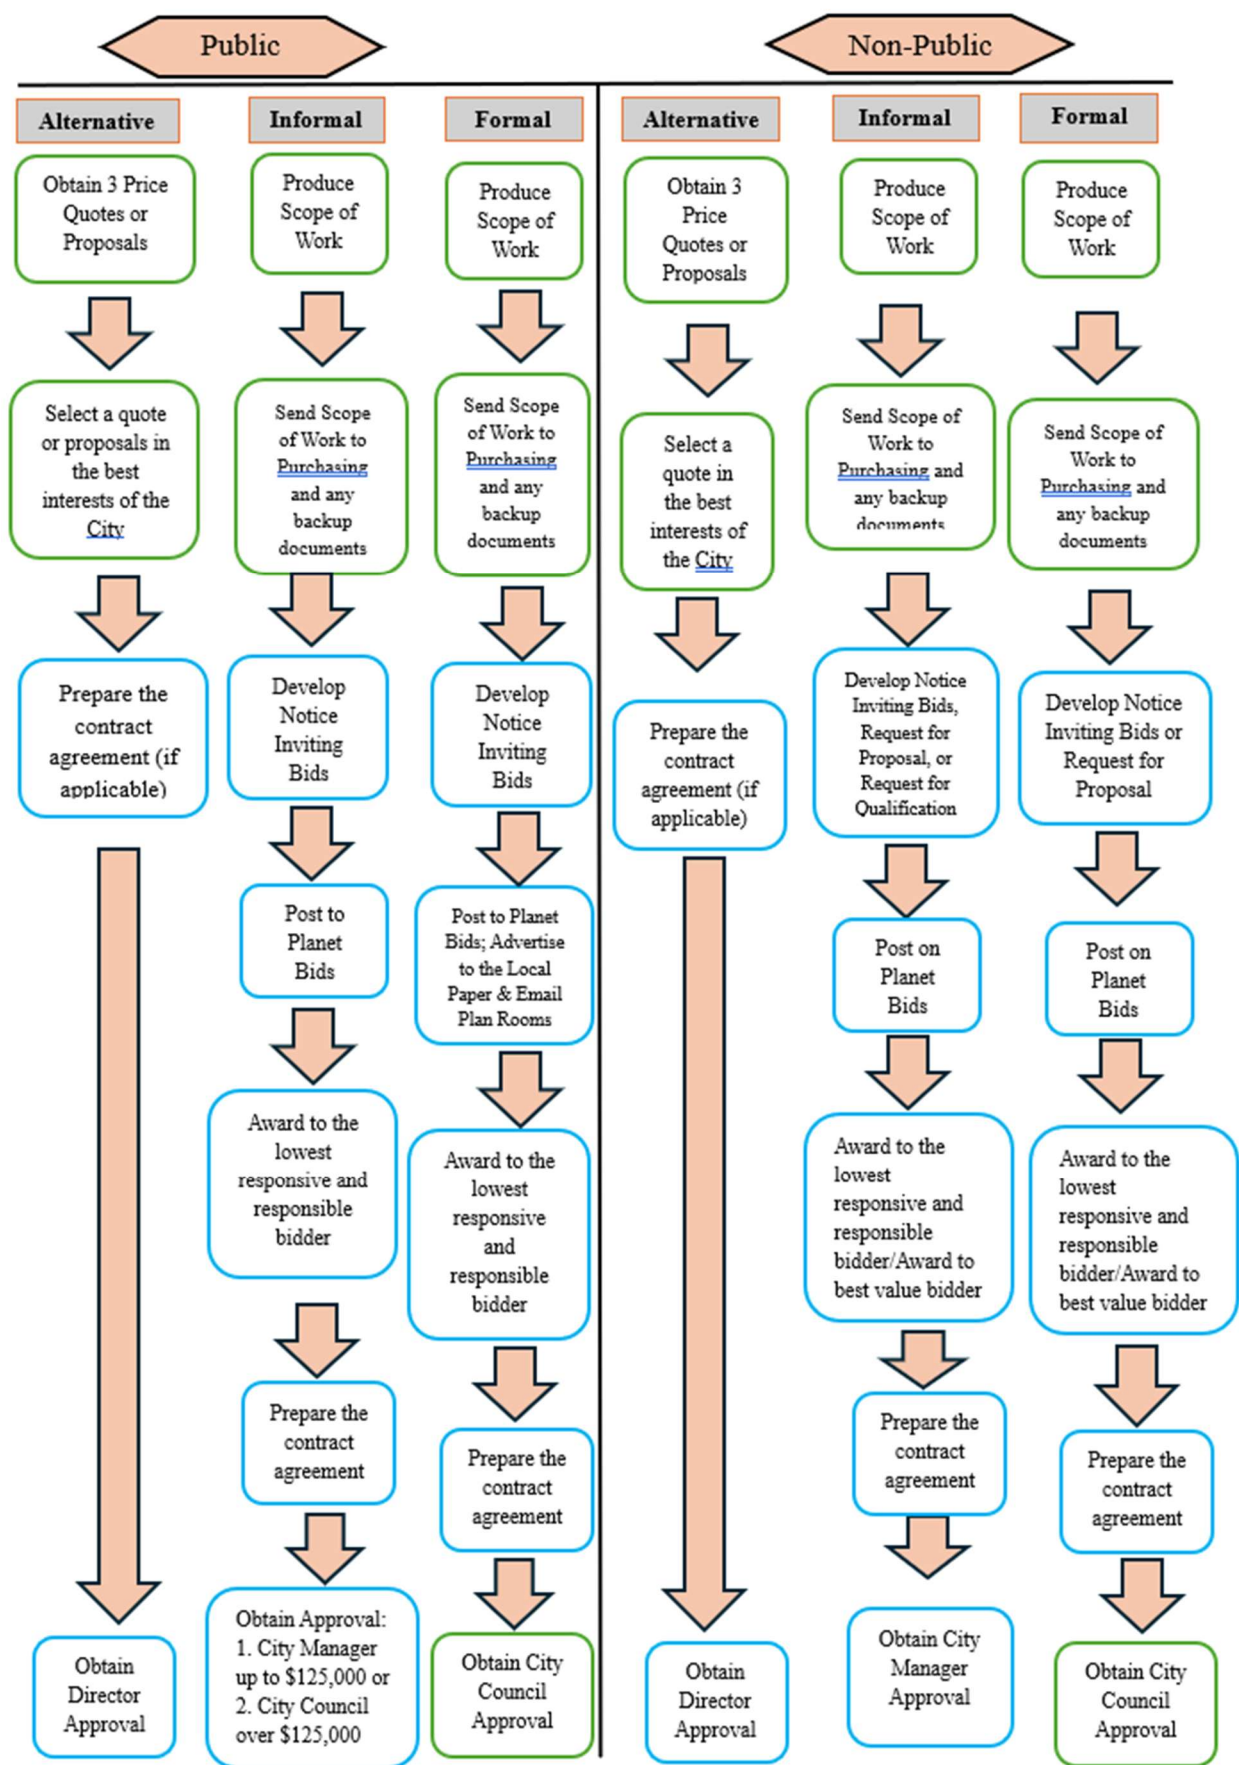 Public
Non-Public
Alternative
Informal
Formal
Alternative
Informal
Formal
Obtain 3 Price
Quotes or
Proposals
Select a quote
or proposals in
the best
interests of the
City
Prepare the
contract
agreement (if
applicable)
Obtain
Director
Approval
Produce
Scope of
Work
Send Scope
of Work to
Purchasing
and any
backup
documents
Develop
Notice
Inviting
Bids
Post to
Planet
Bids
Award to the
lowest
responsive and
responsible
bidder
Prepare the
contract
agreement
Obtain Approval:
1. City Manager
up to $125,000 or
2. City Council
over $125,000
Produce
Scope of
Work
Send Scope
of Work to
Purchasing
and any
backup
documents
Develop
Notice
Inviting
Bids
Post to Planet
Bids; Advertise
to the Local
Paper & Email
Plan Rooms
Award to the
lowest
responsive
and
responsible
bidder
Prepare the
contract
agreement
Obtain City
Council
Approval
Obtain 3
Price
Quotes or
Proposals
Select a
quote in
the best
interests of
the City
Prepare the
contract
agreement (if
applicable)
Obtain
Director
Approval
Produce
Scope of
Work
Send Scope of
Work to
Purchasing and
any backup
documents
Develop Notice
Inviting Bids,
Request for
Proposal, or
Request for
Qualification
Post on
Planet
Bids
Award to the
lowest
responsive and
responsible
bidder/Award to
best value bidder
Prepare the
contract
agreement
Obtain City
Manager
Approval
Produce
Scope of
Work
Send Scope of
Work to
Purchasing and
any backup
documents
Develop Notice
Inviting Bids or
Request for
Proposal
Post on
Planet
Bids
Award to the
lowest
responsive and
responsible
bidder/Award to
best value bidder
Prepare the
contract
agreement
Obtain City
Council
Approval